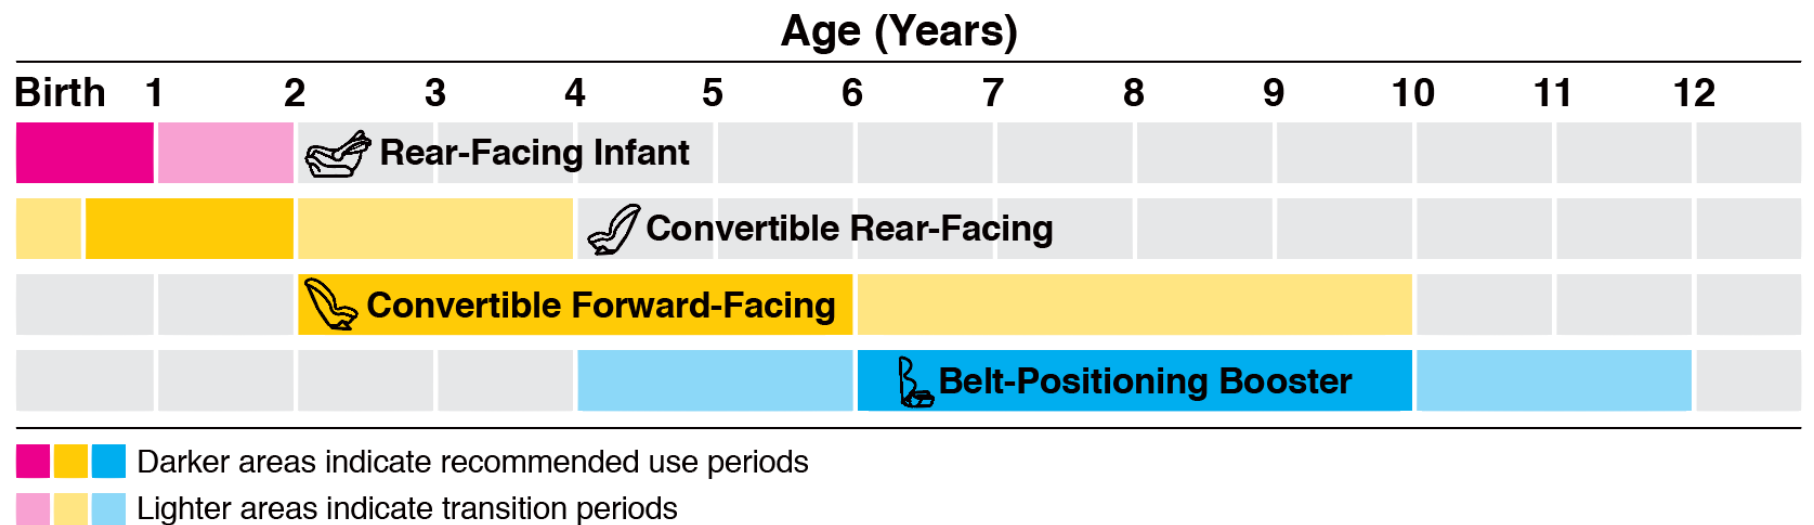 Age (Years)
Birth 1 2 3 4 5 6 7 8 9 10 11 12
Rear-Facing Infant
Convertible Rear-Facing
Convertible Forward-Facing
Belt-Positioning Booster
Darker areas indicate recommended use periods
Lighter areas indicate transition periods